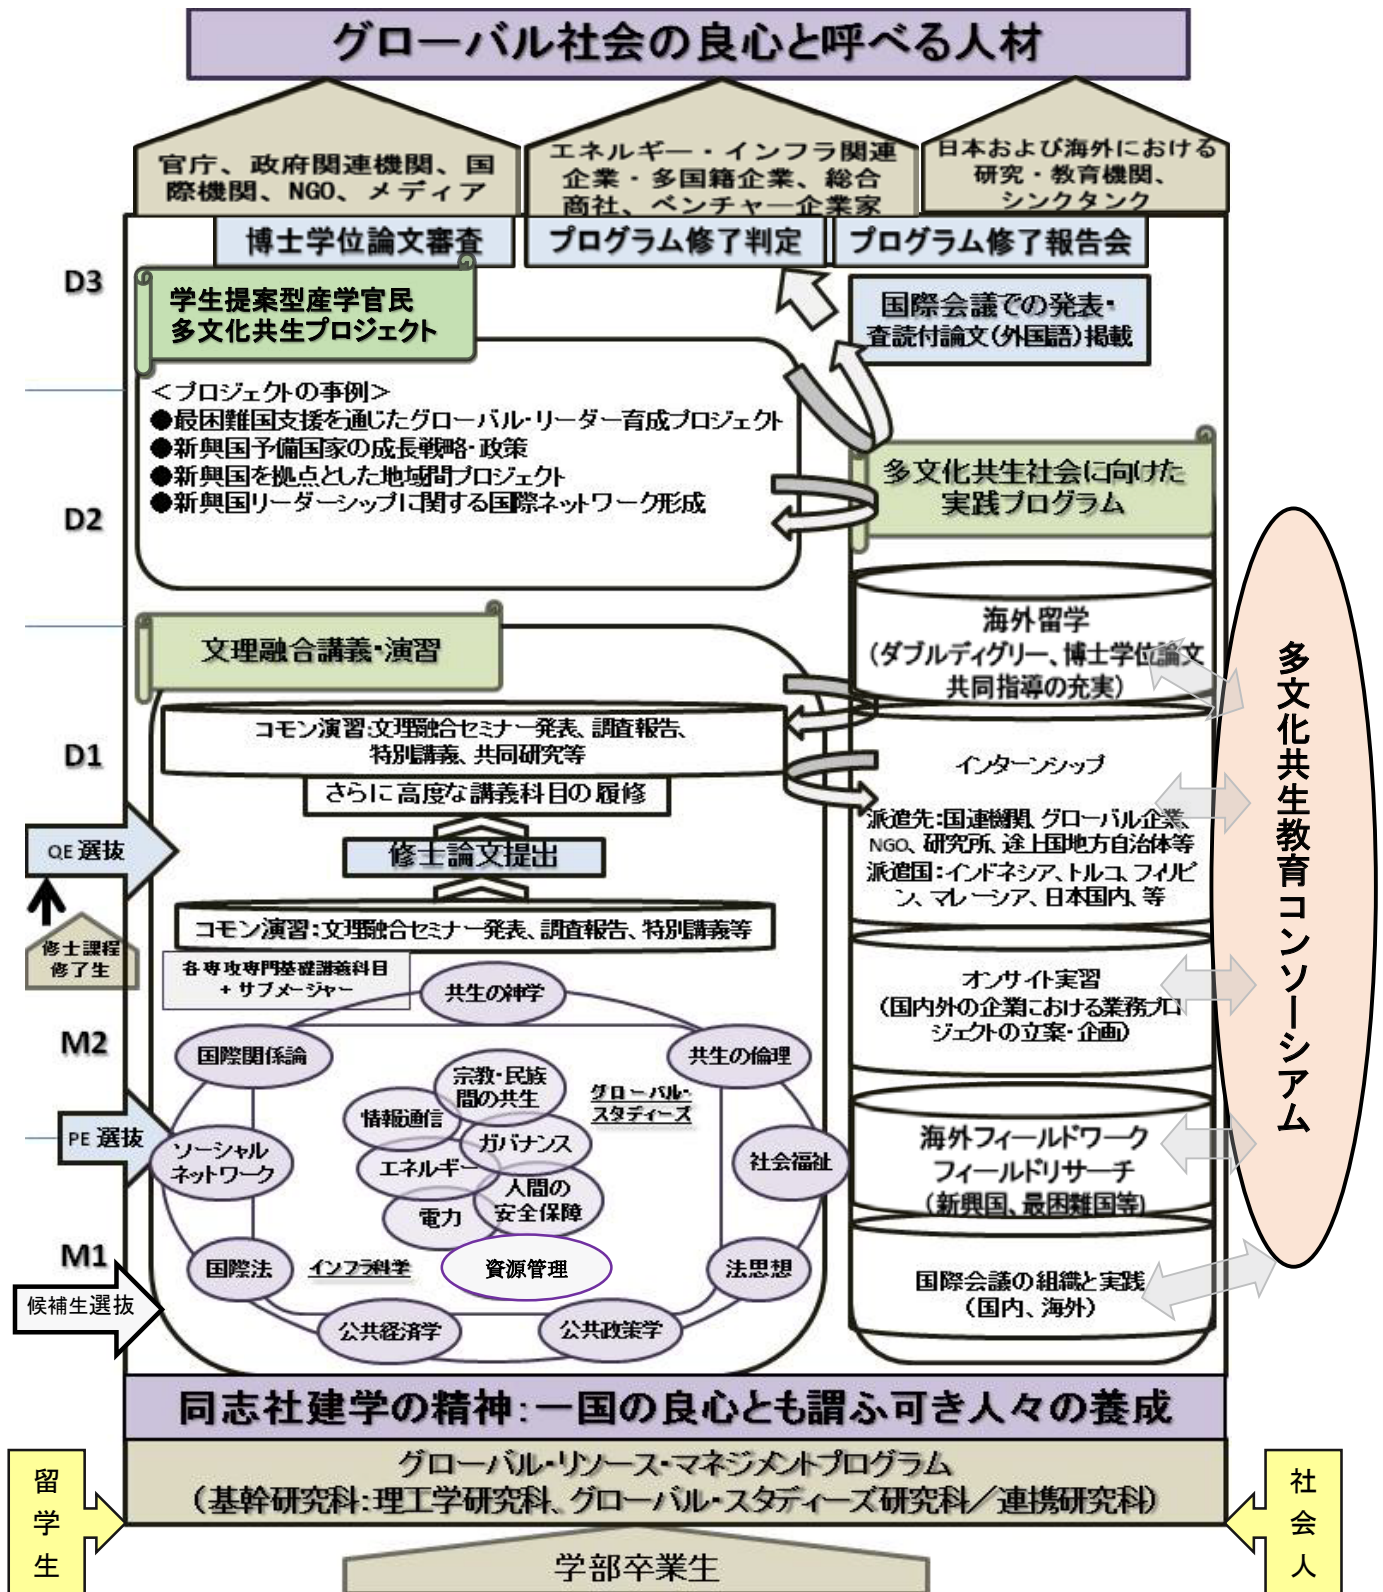 グローバル社会の良心と呼べる人材
官庁、政府関連機関、国
際機関、NGO、メディア
エネルギー・インフラ関連
企業・多国籍企業、総合
商社、ベンチャー企業家
日本および海外における
研究・教育機関、
シンクタンク
博士学位論文審査
プログラム修了判定
プログラム修了報告会
D3
学生提案型産学官民
多文化共生プロジェクト
国際会議での発表・
査読付論文(外国語)掲載
＜プロジェクトの事例＞
●最困難国支援を通じたグローバル・リーダー育成プロジェクト
●新興国予備国家の成長戦略・政策
●新興国を拠点とした地域間プロジェクト
●新興国リーダーシップに関する国際ネットワーク形成
D2
多文化共生社会に向けた
実践プログラム
文理融合講義・演習
海外留学
(ダブルディグリー、博士学位論文
共同指導の充実)
多文化共生教育コンソーシアム
D1
コモン演習:文理融合セミナー発表、調査報告、
特別講義、共同研究等
さらに高度な講義科目の履修
インターンシップ
派遣先:国連機関、グローバル企業、
NGO、研究所、途上国地方自治体等
派遣国:インドネシア、トルコ、フィリピ
ン、マレーシア、日本国内、等
QE 選抜
修士論文提出
修士課程
修了生
コモン演習:文理融合セミナー発表、調査報告、特別講義等
各専攻専門基礎講義科目
+ サブメージャー
オンサイト実習
(国内外の企業における業務プロ
ジェクトの立案・企画)
M2
共生の神学
国際関係論
共生の倫理
宗教・民族
間の共生
グローバル・
スタディーズ
情報通信
ガバナンス
PE 選抜
ソーシャル
ネットワーク
エネルギー
社会福祉
人間の
安全保障
電力
海外フィールドワーク
フィールドリサーチ
(新興国、最困難国等)
M1
国際法
インフラ科学
資源管理
法思想
国際会議の組織と実践
(国内、海外)
候補生選抜
公共経済学
公共政策学
同志社建学の精神:一国の良心とも謂ふ可き人々の養成
グローバル・リソース・マネジメントプログラム
(基幹研究科:理工学研究科、グローバル・スタディーズ研究科／連携研究科)
留学生
社会人
学部卒業生